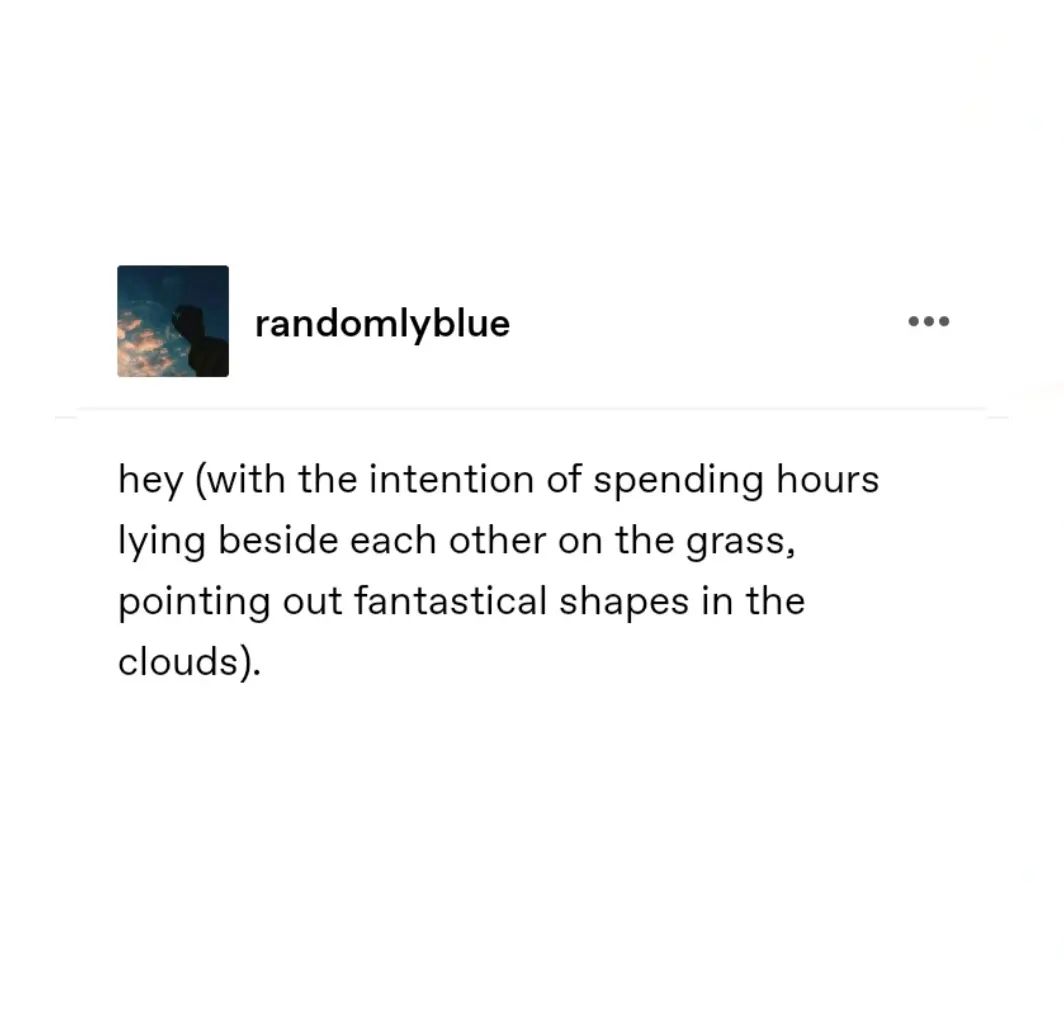 randomlyblue
hey (with the intention of spending hours
lying beside each other on the grass,
pointing out fantastical shapes in the
clouds).